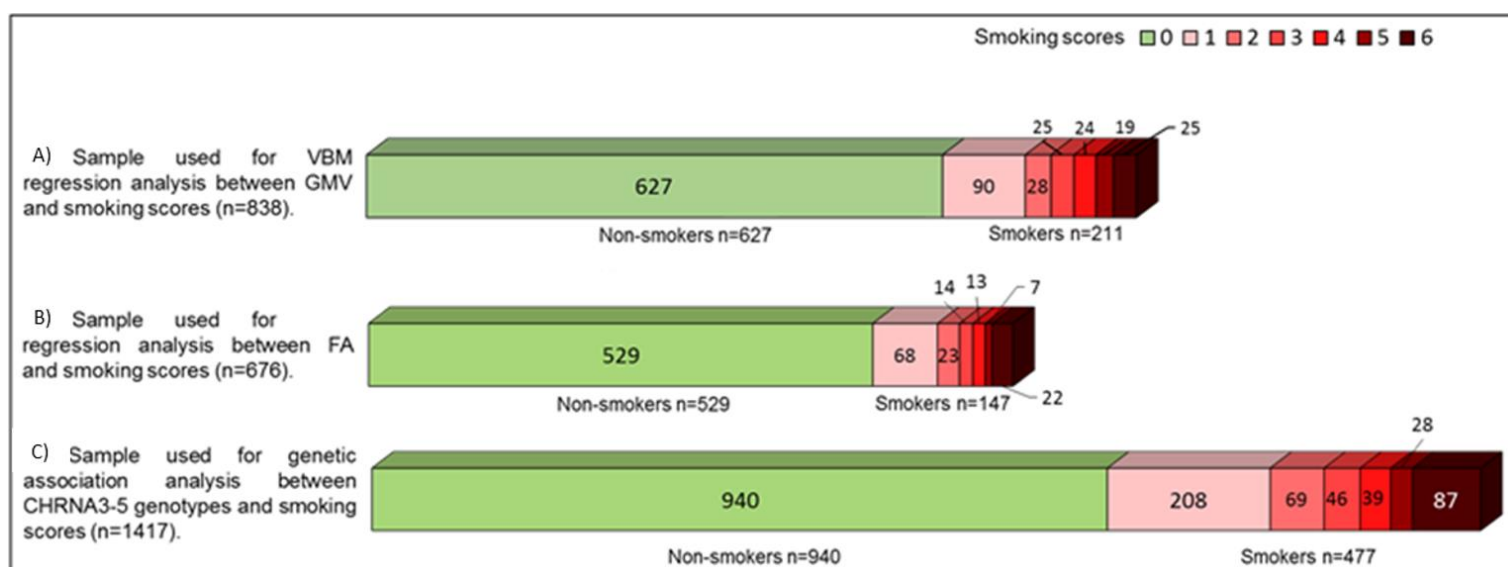 Smoking scores 0 1 2 3 4 5 6
A) Sample used for VBM
regression analysis between GMV
and smoking scores (n=838).
25 24 19 25
627 90 28
Non-smokers n=627 Smokers n=211
B) Sample used for
regression analysis between FA
and smoking scores (n=676).
14 13 7
529 68 23
22
Non-smokers n=529 Smokers n=147
C) Sample used for genetic
association analysis between
CHRNA3-5 genotypes and smoking
scores (n=1417).
28
940 208 69 46 39 87
Non-smokers n=940 Smokers n=477